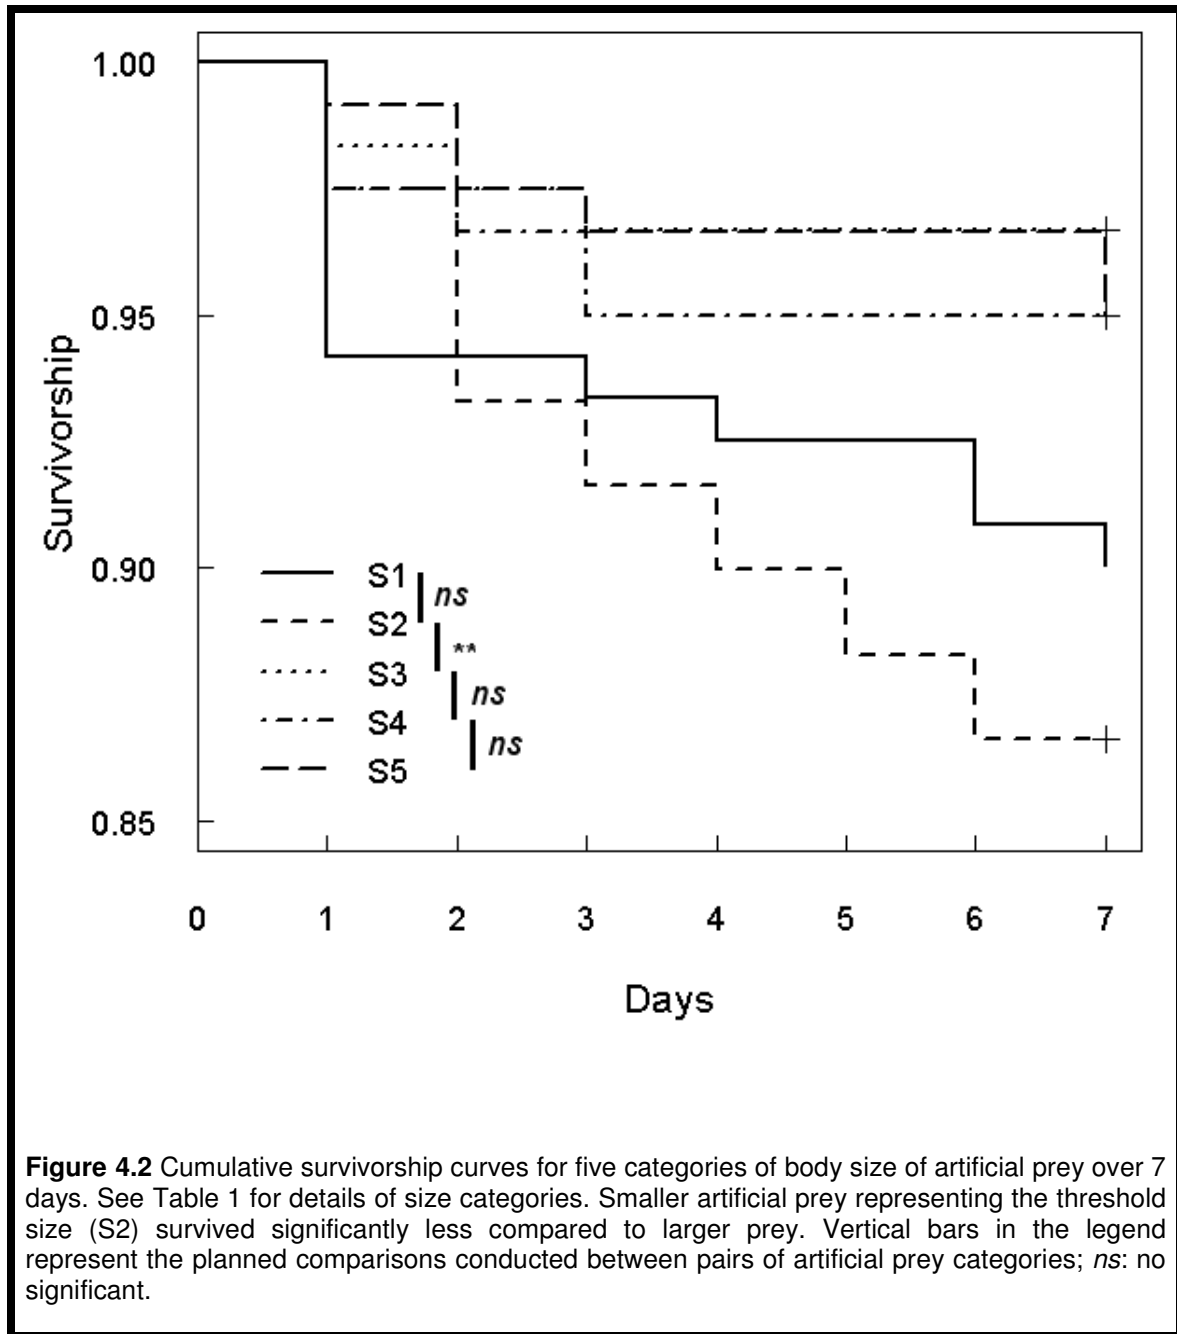 1.00
0.95
0.90
0.85
Survivorship
S1
ns
S2
**
S3
ns
S4
ns
S5
0 1 2 3 4 5 6 7
Days
Figure 4.2 Cumulative survivorship curves for five categories of body size of artificial prey over 7
days. See Table 1 for details of size categories. Smaller artificial prey representing the threshold
size (S2) survived significantly less compared to larger prey. Vertical bars in the legend
represent the planned comparisons conducted between pairs of artificial prey categories; ns: no
significant.